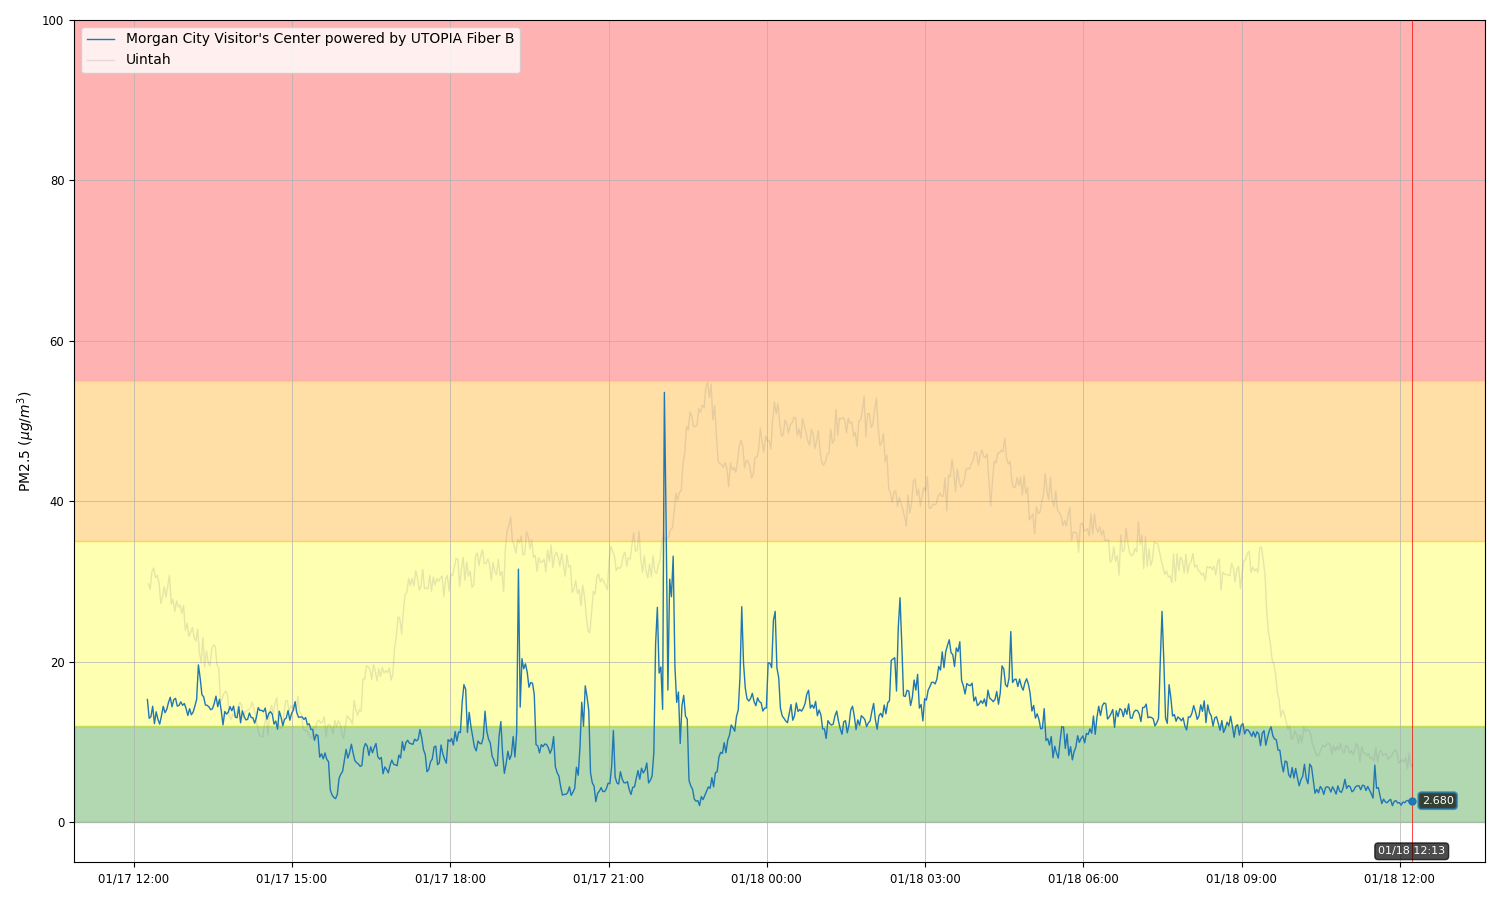 100
Morgan City Visitor's Center powered by UTOPIA Fiber B
Uintah
80
60
PM2.5 (μg/m³)
40
20
2.680
0
01/18 12:13
01/17 12:00 01/17 15:00 01/17 18:00 01/17 21:00 01/18 00:00 01/18 03:00 01/18 06:00 01/18 09:00 01/18 12:00